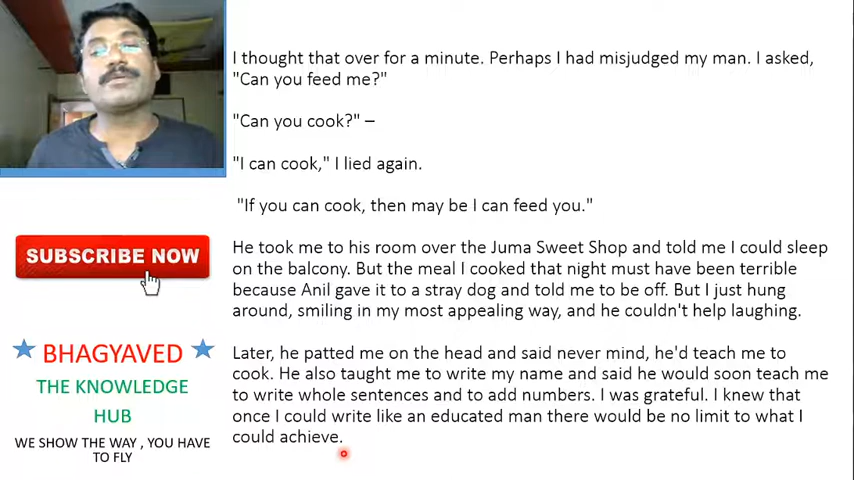 I thought that over for a minute. Perhaps I had misjudged my man. I asked,
"Can you feed me?"
"Can you cook?" –
"I can cook," I lied again.
"If you can cook, then may be I can feed you."
He took me to his room over the Juma Sweet Shop and told me I could sleep
on the balcony. But the meal I cooked that night must have been terrible
because Anil gave it to a stray dog and told me to be off. But I just hung
around, smiling in my most appealing way, and he couldn't help laughing.
Later, he patted me on the head and said never mind, he'd teach me to
cook. He also taught me to write my name and said he would soon teach me
to write whole sentences and to add numbers. I was grateful. I knew that
once I could write like an educated man there would be no limit to what I
could achieve.
SUBSCRIBE NOW
BHAGYAVED
THE KNOWLEDGE
HUB
WE SHOW THE WAY , YOU HAVE
TO FLY